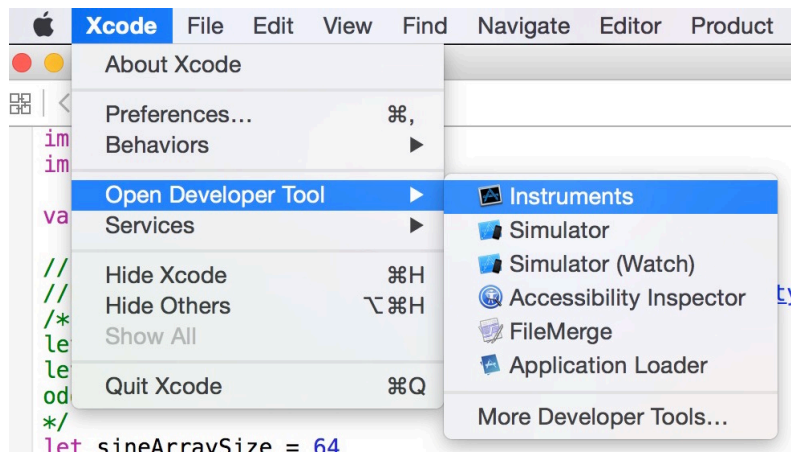 Xcode File Edit View Find Navigate Editor Product
About Xcode
Preferences... ⌘,
Behaviors ▶
Open Developer Tool ▶
Services ▶
Hide Xcode ⌘H
Hide Others ⌥⌘H
Show All
Quit Xcode ⌘Q
Instruments
Simulator
Simulator (Watch)
Accessibility Inspector
FileMerge
Application Loader
More Developer Tools...
im
im
va
//
//
/*
le
le
od
*/
let sineArraySize = 64